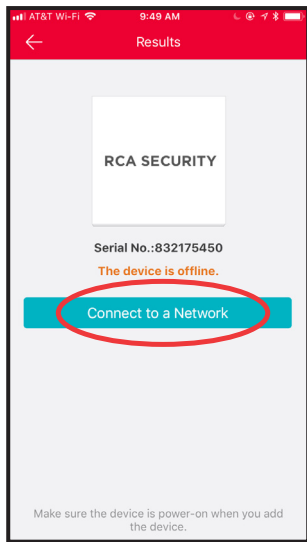 AT&T Wi-Fi 9:49 AM
Results
RCA SECURITY
Serial No.:832175450
The device is offline.
Connect to a Network
Make sure the device is power-on when you add
the device.